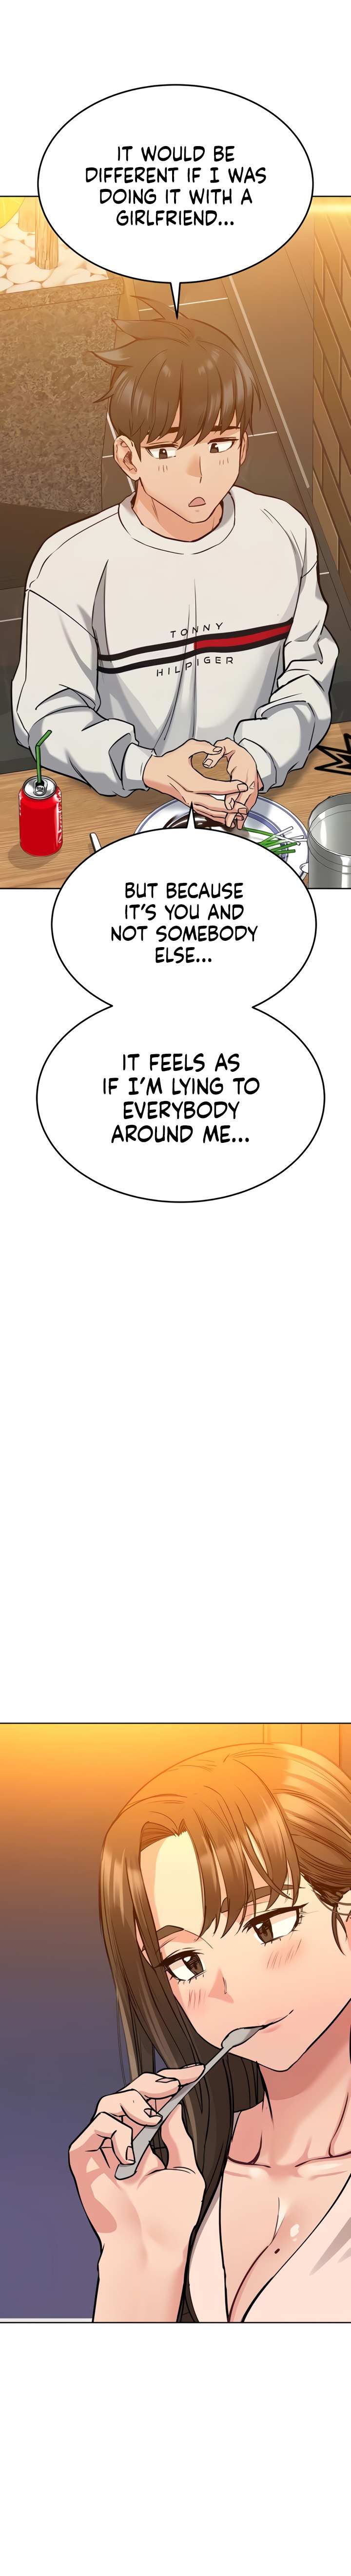 IT WOULD BE
DIFFERENT IF I WAS
DOING IT WITH A
GIRLFRIEND...
TONNY
HILPIGER
BUT BECAUSE
IT'S YOU AND
NOT SOMEBODY
ELSE...
IT FEELS AS
IF I'M LYING TO
EVERYBODY
AROUND ME...